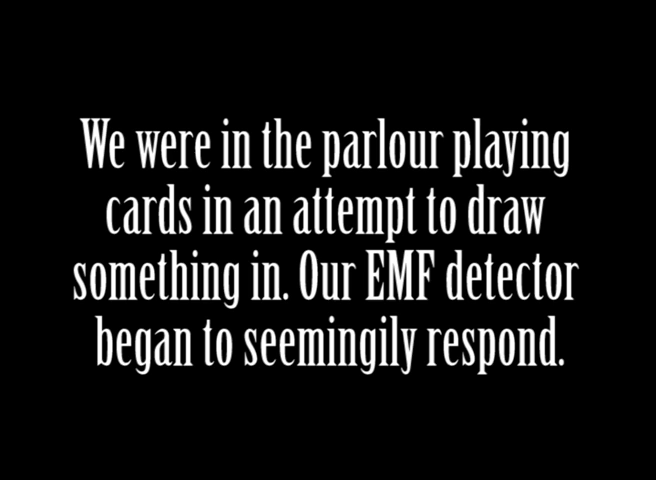 We were in the parlour playing
cards in an attempt to draw
something in. Our EMF detector
began to seemingily respond.